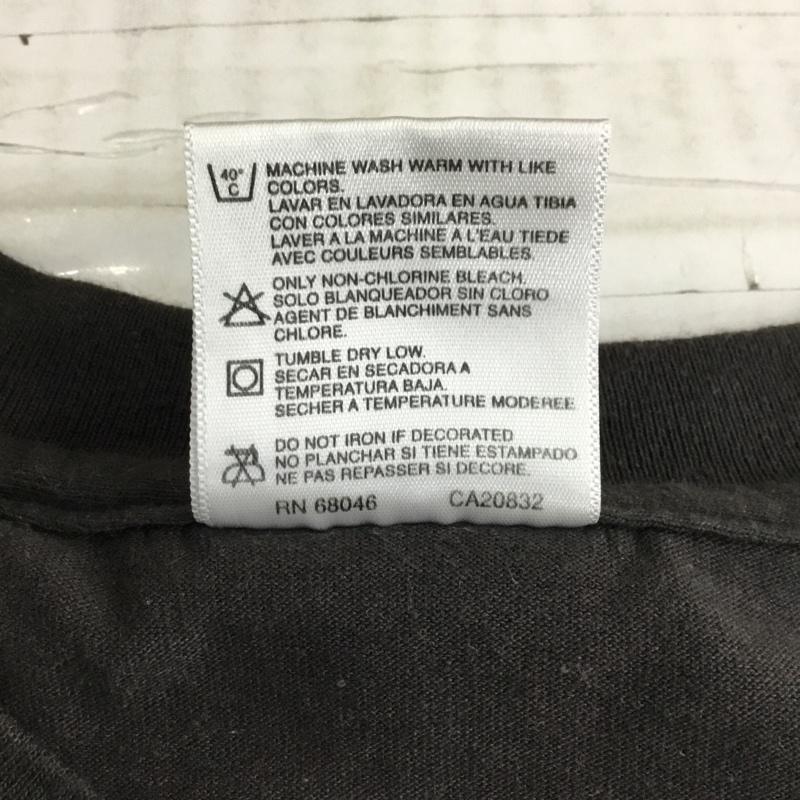 40°
C
MACHINE WASH WARM WITH LIKE
COLORS.
LAVAR EN LAVADORA EN AGUA TIBIA
CON COLORES SIMILARES.
LAVER A LA MACHINE A L'EAU TIEDE
AVEC COULEURS SEMBLABLES.
ONLY NON-CHLORINE BLEACH.
SOLO BLANQUEADOR SIN CLORO
AGENT DE BLANCHIMENT SANS
CHLORE.
TUMBLE DRY LOW.
SECAR EN SECADORA A
TEMPERATURA BAJA.
SECHER A TEMPERATURE MODEREE
DO NOT IRON IF DECORATED
NO PLANCHAR SI TIENE ESTAMPADO
NE PAS REPASSER SI DECORE.
RN 68046 CA20832